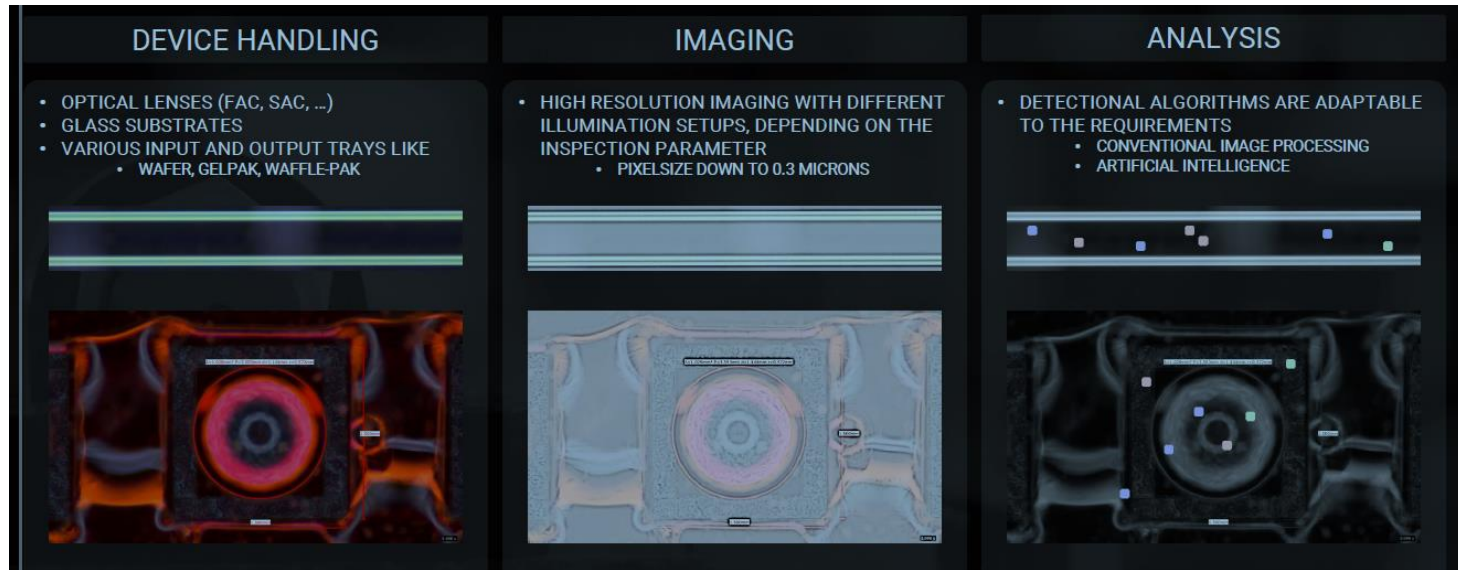 DEVICE HANDLING
• OPTICAL LENSES (FAC, SAC, ...)
• GLASS SUBSTRATES
• VARIOUS INPUT AND OUTPUT TRAYS LIKE
• WAFER, GELPAK, WAFFLE-PAK
IMAGING
• HIGH RESOLUTION IMAGING WITH DIFFERENT
ILLUMINATION SETUPS, DEPENDING ON THE
INSPECTION PARAMETER
• PIXELSIZE DOWN TO 0.3 MICRONS
ANALYSIS
• DETECTIONAL ALGORITHMS ARE ADAPTABLE
TO THE REQUIREMENTS
• CONVENTIONAL IMAGE PROCESSING
• ARTIFICIAL INTELLIGENCE